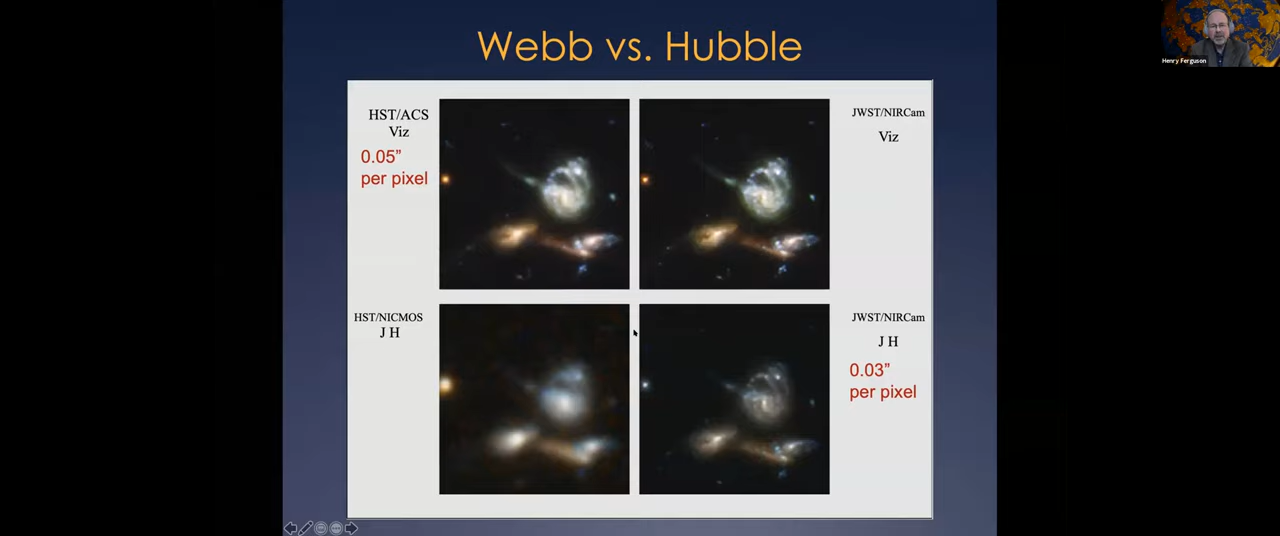 Webb vs. Hubble
Henry Ferguson
HST/ACS
Viz
0.05”
per pixel
JWST/NIRCam
Viz
HST/NICMOS
J H
JWST/NIRCam
J H
0.03”
per pixel